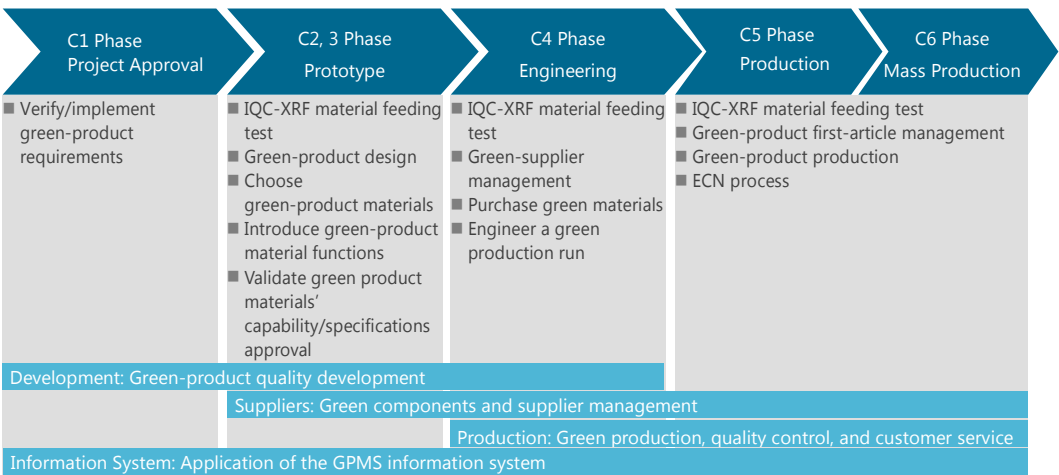 C1 Phase
Project Approval
C2, 3 Phase
Prototype
C4 Phase
Engineering
C5 Phase
Production
C6 Phase
Mass Production
Verify/implement
green-product
requirements
IQC-XRF material feeding
test
Green-product design
Choose
green-product materials
Introduce green-product
material functions
Validate green product
materials’
capability/specifications
approval
IQC-XRF material feeding
test
Green-supplier
management
Purchase green materials
Engineer a green
production run
IQC-XRF material feeding test
Green-product first-article management
Green-product production
ECN process
Development: Green-product quality development
Suppliers: Green components and supplier management
Production: Green production, quality control, and customer service
Information System: Application of the GPMS information system